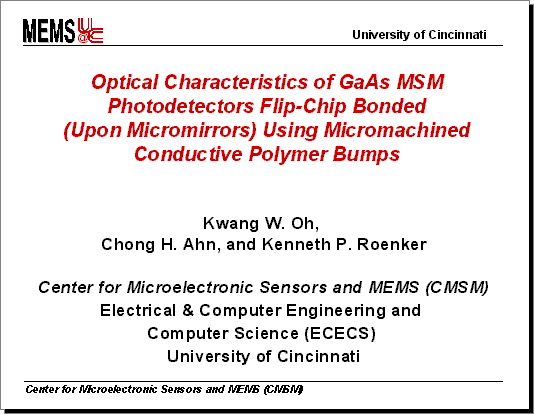 MEMS UC@UC
University of Cincinnati
Optical Characteristics of GaAs MSM
Photodetectors Flip-Chip Bonded
(Upon Micromirrors) Using Micromachined
Conductive Polymer Bumps
Kwang W. Oh,
Chong H. Ahn, and Kenneth P. Roenker
Center for Microelectronic Sensors and MEMS (CMSM)
Electrical & Computer Engineering and
Computer Science (ECECS)
University of Cincinnati
Center for Microelectronic Sensors and MEMS (CMSM)